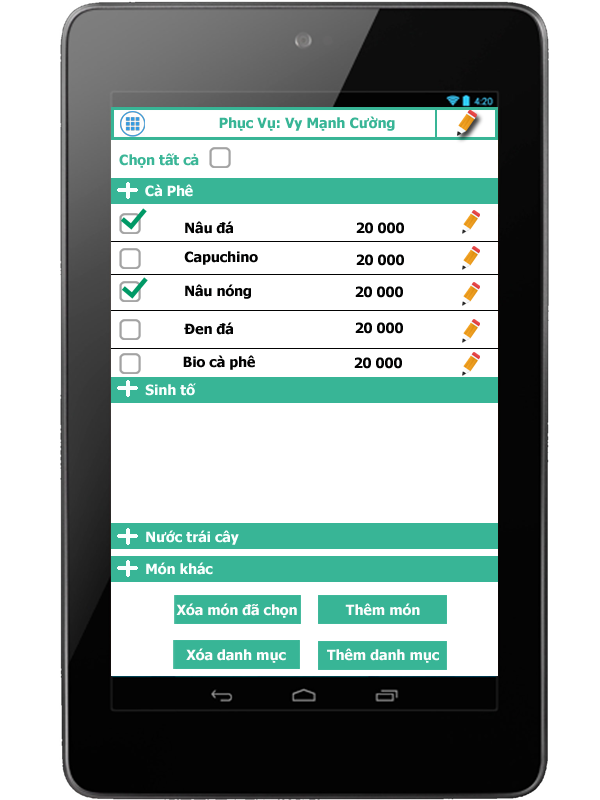 4:20
Phục Vụ: Vy Mạnh Cường
Chọn tất cả
Cà Phê
Nâu đá 20 000
Capuchino 20 000
Nâu nóng 20 000
Đen đá 20 000
Bio cà phê 20 000
Sinh tố
Nước trái cây
Món khác
Xóa món đã chọn Thêm món
Xóa danh mục Thêm danh mục